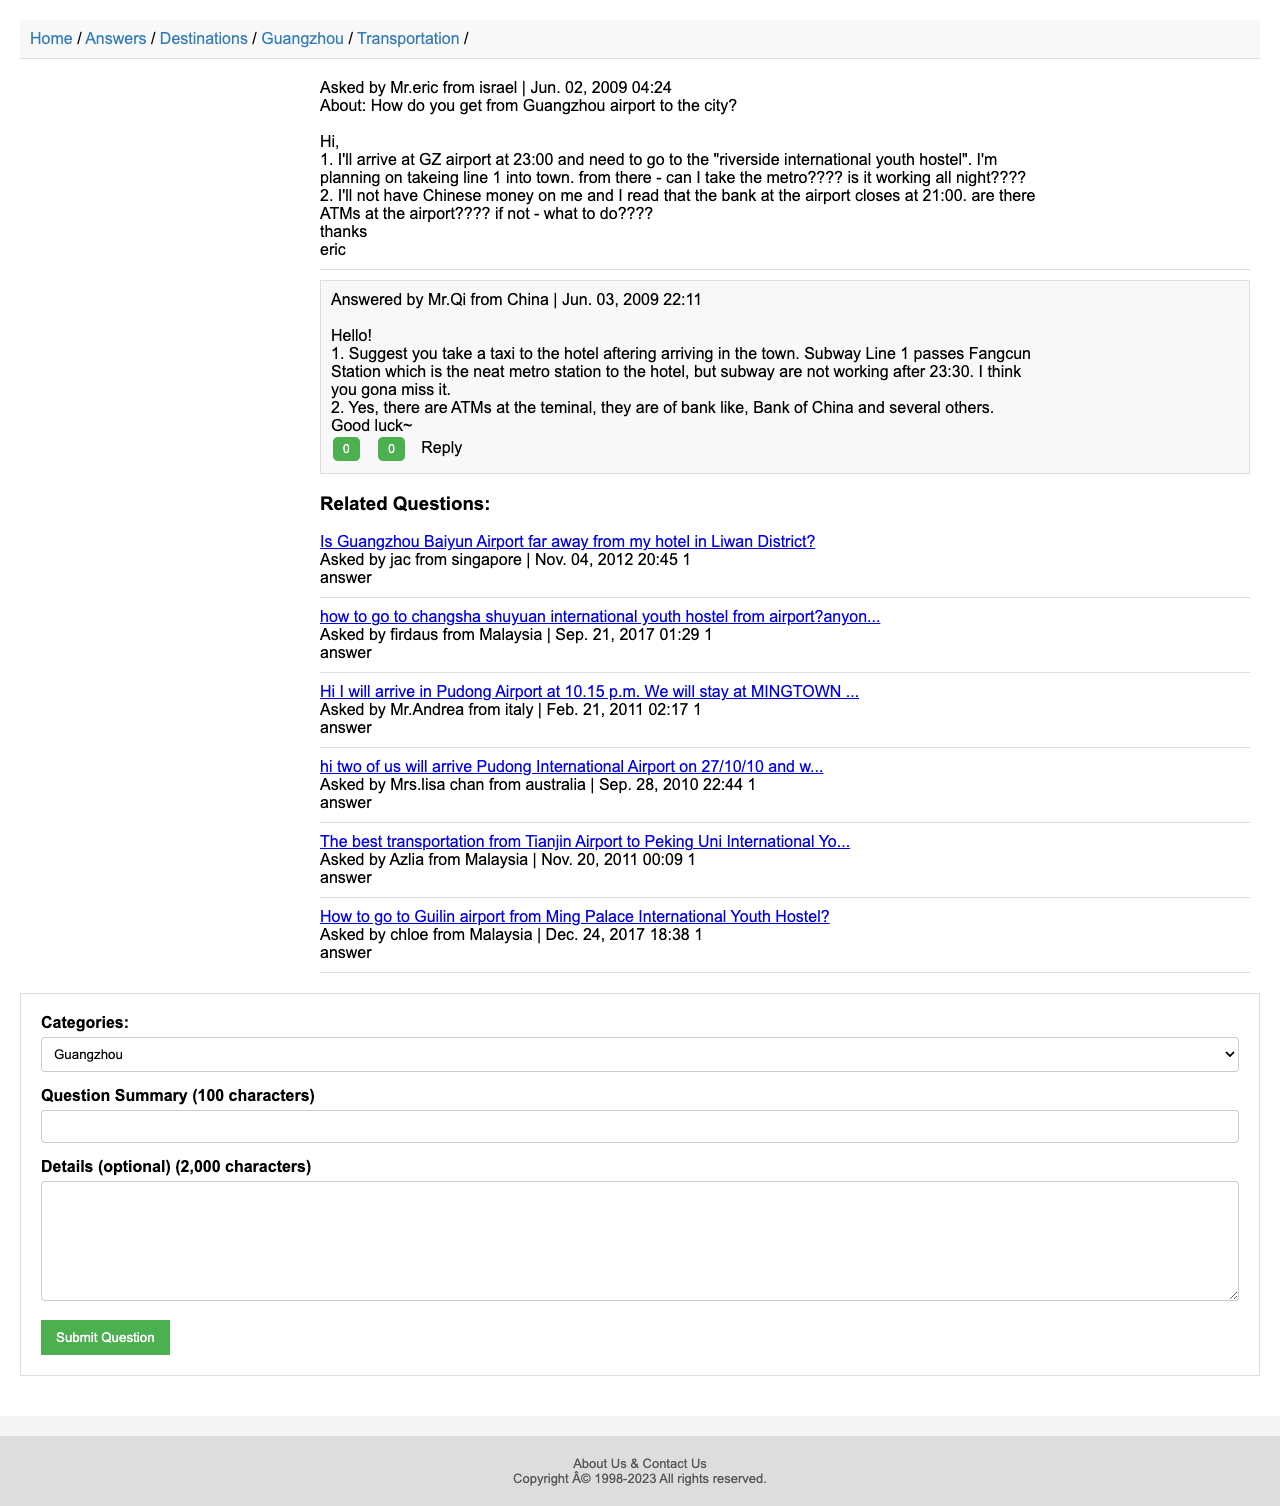 Home / Answers / Destinations / Guangzhou / Transportation /
Asked by Mr.eric from israel | Jun. 02, 2009 04:24
About: How do you get from Guangzhou airport to the city?
Hi,
1. I'll arrive at GZ airport at 23:00 and need to go to the "riverside international youth hostel". I'm
planning on takeing line 1 into town. from there - can I take the metro???? is it working all night????
2. I'll not have Chinese money on me and I read that the bank at the airport closes at 21:00. are there
ATMs at the airport???? if not - what to do????
thanks
eric
Answered by Mr.Qi from China | Jun. 03, 2009 22:11
Hello!
1. Suggest you take a taxi to the hotel aftering arriving in the town. Subway Line 1 passes Fangcun
Station which is the neat metro station to the hotel, but subway are not working after 23:30. I think
you gona miss it.
2. Yes, there are ATMs at the teminal, they are of bank like, Bank of China and several others.
Good luck~
0 0 Reply
Related Questions:
Is Guangzhou Baiyun Airport far away from my hotel in Liwan District?
Asked by jac from singapore | Nov. 04, 2012 20:45 1
answer
how to go to changsha shuyuan international youth hostel from airport?anyon...
Asked by firdaus from Malaysia | Sep. 21, 2017 01:29 1
answer
Hi I will arrive in Pudong Airport at 10.15 p.m. We will stay at MINGTOWN ...
Asked by Mr.Andrea from italy | Feb. 21, 2011 02:17 1
answer
hi two of us will arrive Pudong International Airport on 27/10/10 and w...
Asked by Mrs.lisa chan from australia | Sep. 28, 2010 22:44 1
answer
The best transportation from Tianjin Airport to Peking Uni International Yo...
Asked by Azlia from Malaysia | Nov. 20, 2011 00:09 1
answer
How to go to Guilin airport from Ming Palace International Youth Hostel?
Asked by chloe from Malaysia | Dec. 24, 2017 18:38 1
answer
Categories:
Guangzhou
Question Summary (100 characters)
Details (optional) (2,000 characters)
Submit Question
About Us & Contact Us
Copyright Â© 1998-2023 All rights reserved.